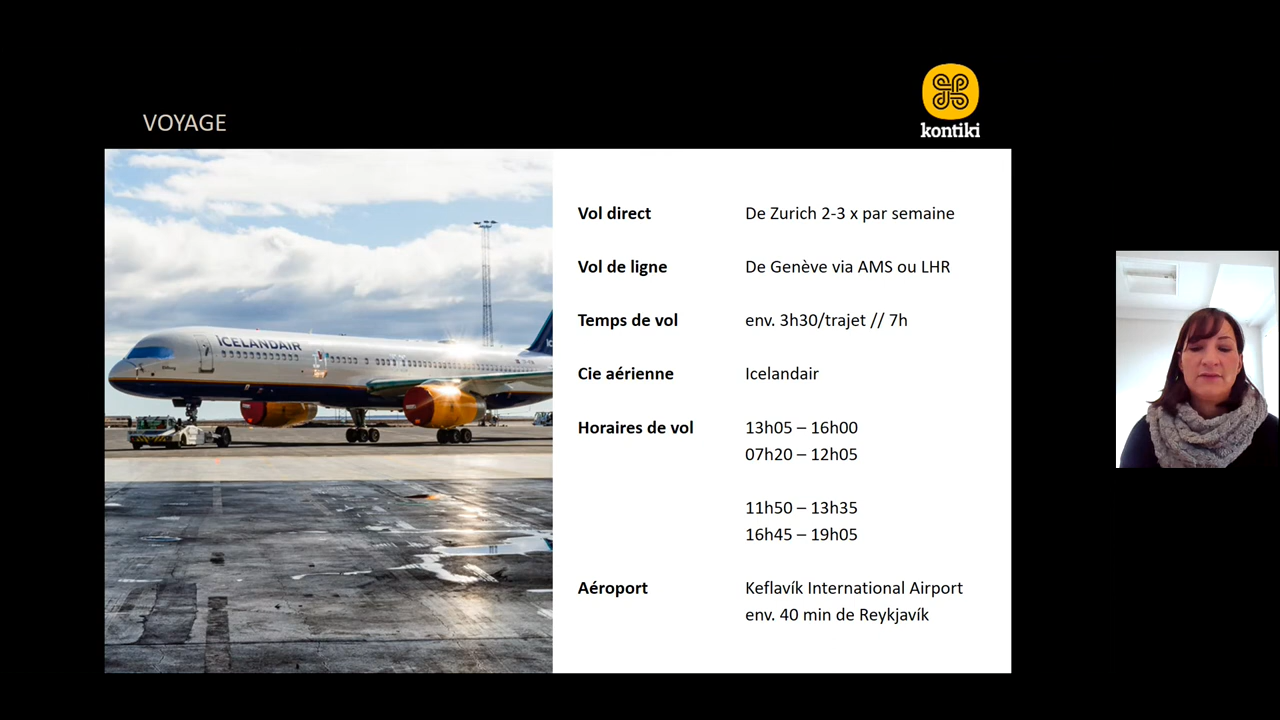 VOYAGE
kontiki
ICELANDAIR
Vol direct De Zurich 2-3 x par semaine
Vol de ligne De Genève via AMS ou LHR
Temps de vol env. 3h30/trajet // 7h
Cie aérienne Icelandair
Horaires de vol 13h05 – 16h00
07h20 – 12h05
11h50 – 13h35
16h45 – 19h05
Aéroport Keflavík International Airport
env. 40 min de Reykjavík